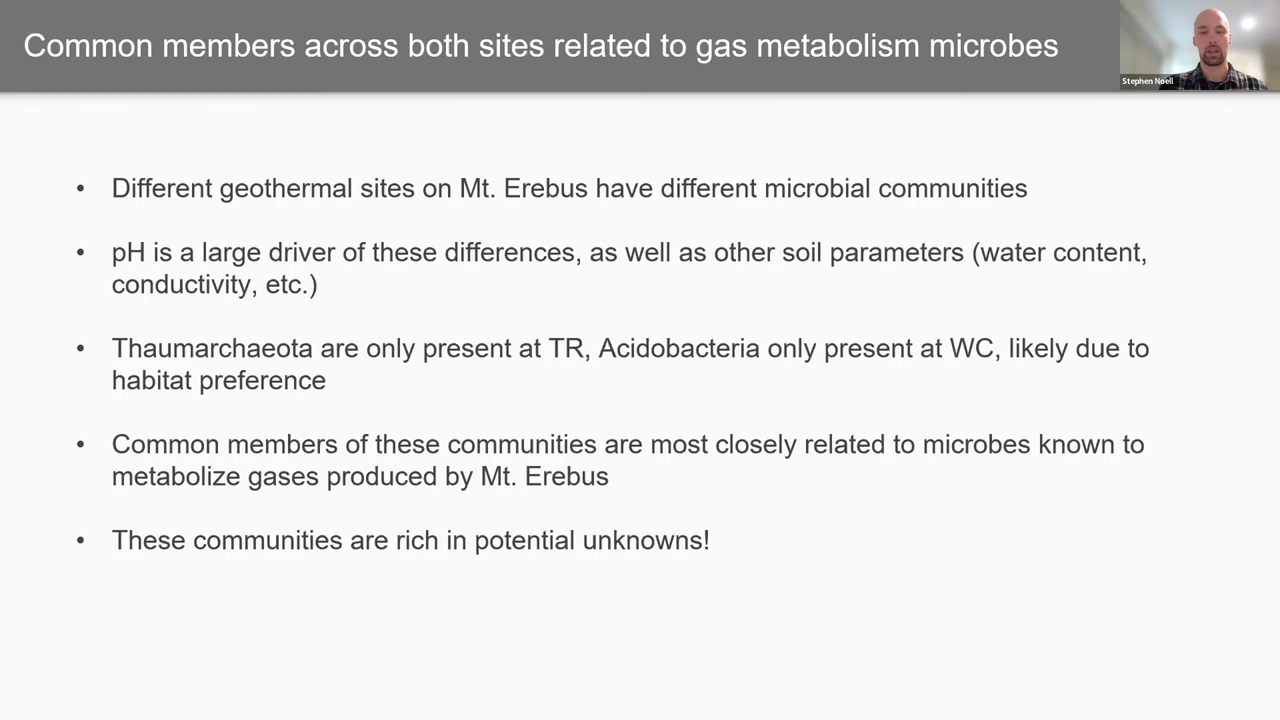 Common members across both sites related to gas metabolism microbes
Stephen Noell
• Different geothermal sites on Mt. Erebus have different microbial communities
• pH is a large driver of these differences, as well as other soil parameters (water content,
conductivity, etc.)
• Thaumarchaeota are only present at TR, Acidobacteria only present at WC, likely due to
habitat preference
• Common members of these communities are most closely related to microbes known to
metabolize gases produced by Mt. Erebus
• These communities are rich in potential unknowns!